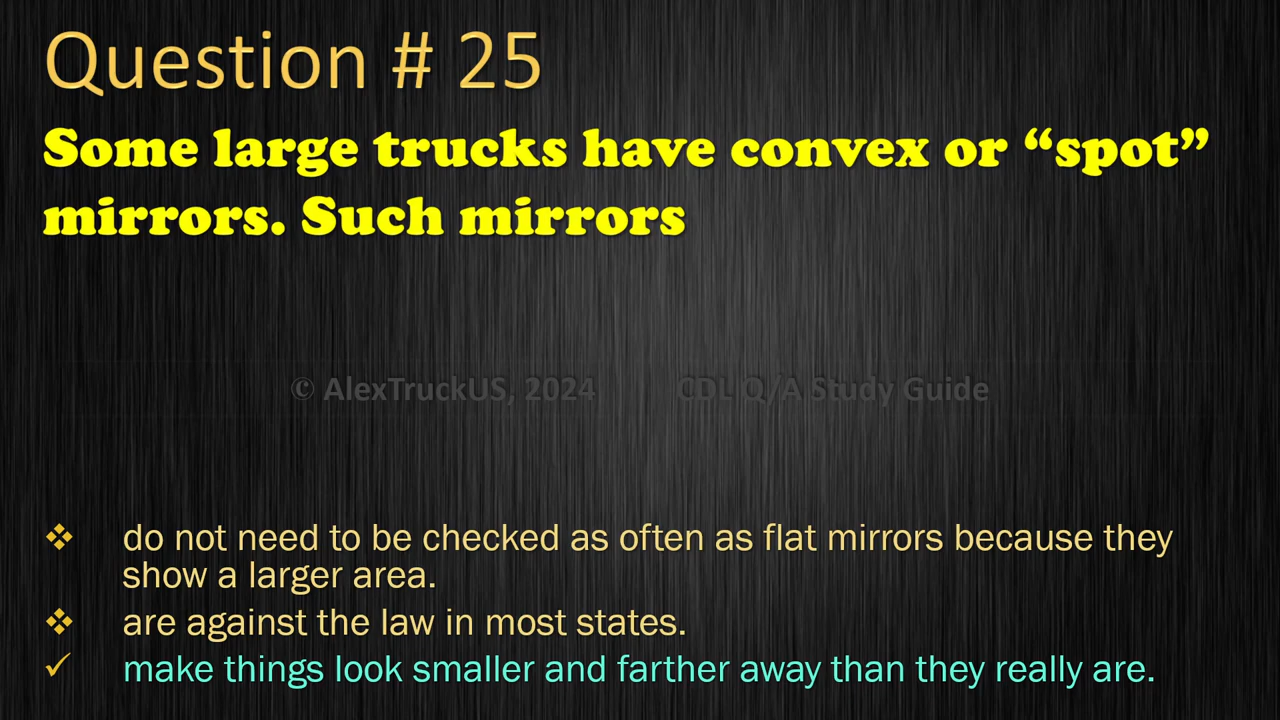 Question # 25
Some large trucks have convex or “spot”
mirrors. Such mirrors
© AlexTruckUS, 2024 CDL Q/A Study Guide
❖ do not need to be checked as often as flat mirrors because they
show a larger area.
❖ are against the law in most states.
✓ make things look smaller and farther away than they really are.